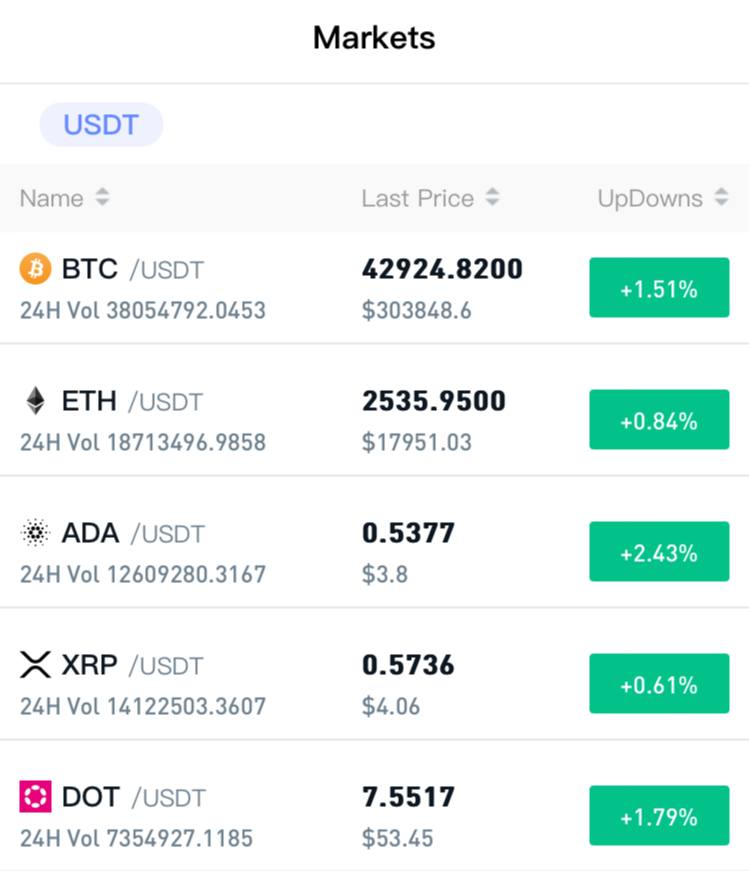 Markets
USDT
Name Last Price UpDowns
BTC /USDT 42924.8200
24H Vol 38054792.0453 $303848.6 +1.51%
ETH /USDT 2535.9500
24H Vol 18713496.9858 $17951.03 +0.84%
ADA /USDT 0.5377
24H Vol 12609280.3167 $3.8 +2.43%
XRP /USDT 0.5736
24H Vol 14122503.3607 $4.06 +0.61%
DOT /USDT 7.5517
24H Vol 7354927.1185 $53.45 +1.79%